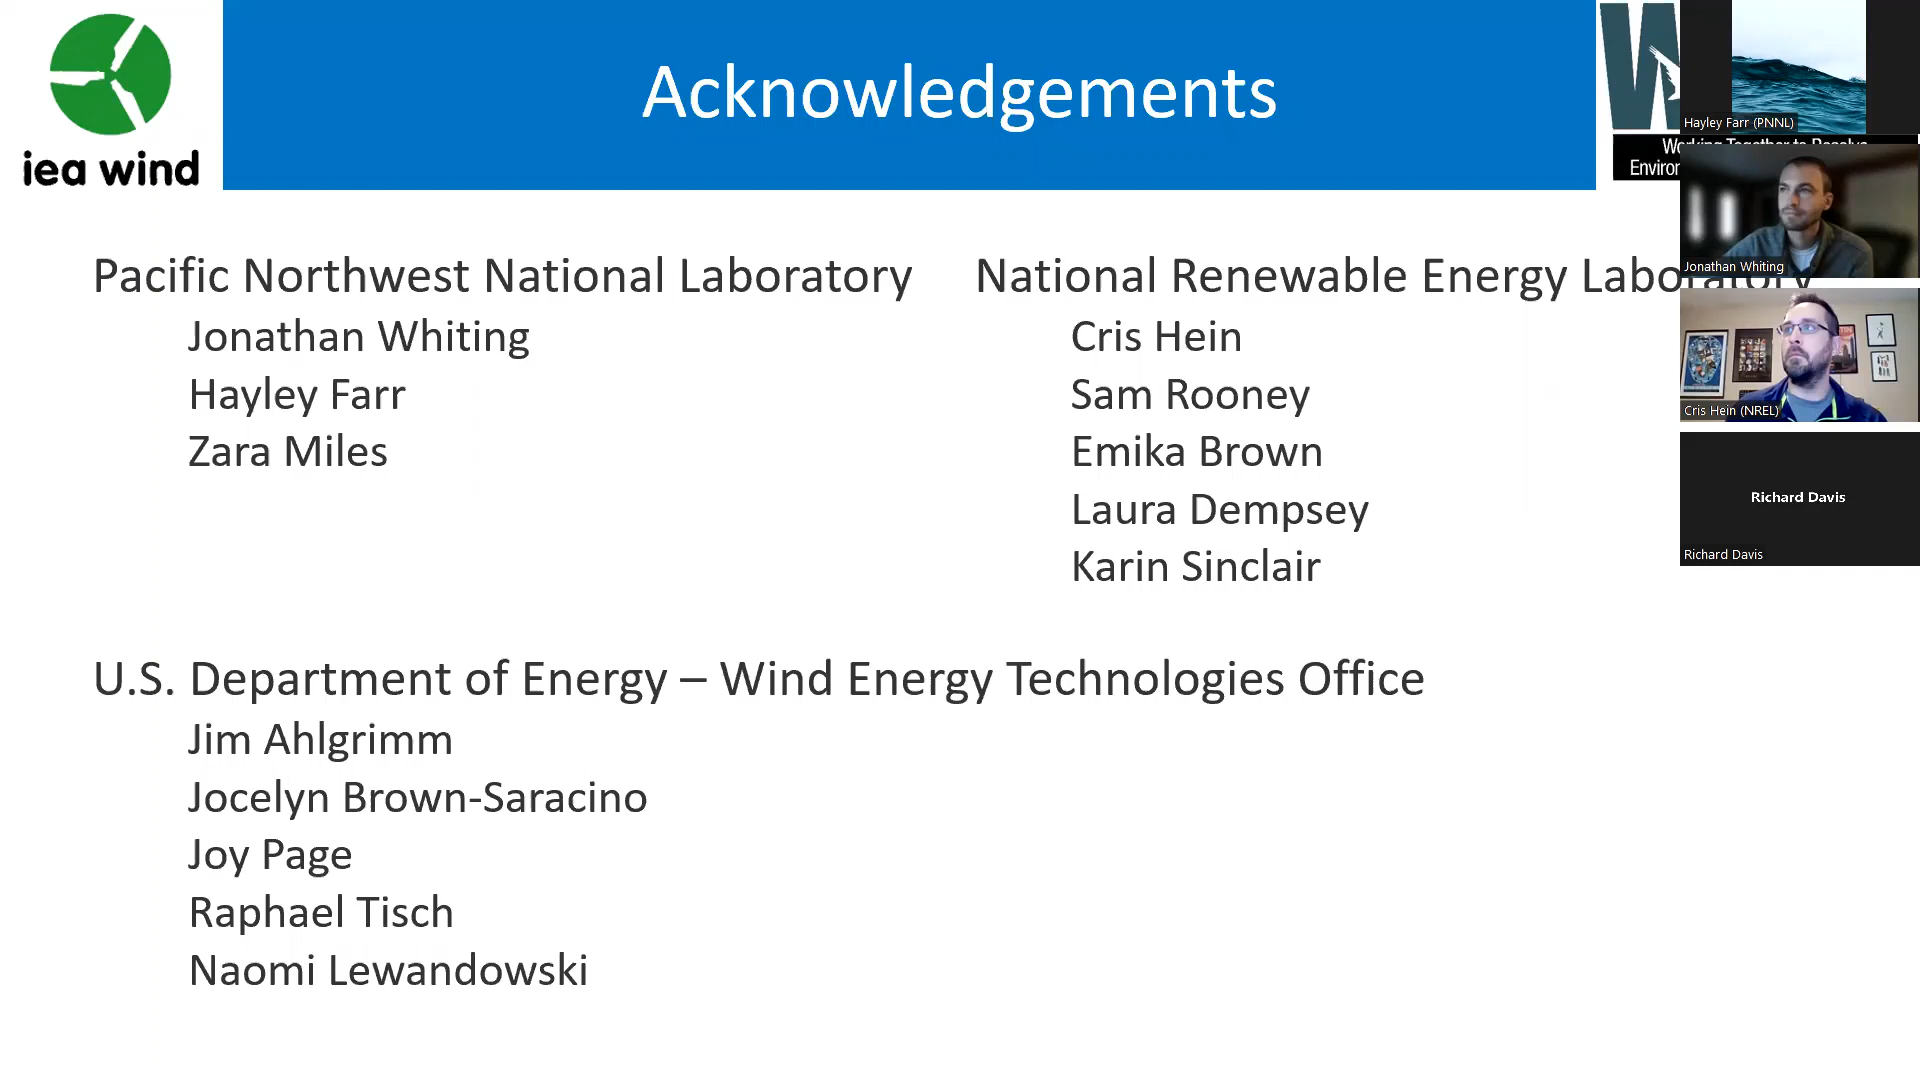 iea wind
Acknowledgements
Pacific Northwest National Laboratory
Jonathan Whiting
Hayley Farr
Zara Miles
National Renewable Energy Laboratory
Cris Hein
Sam Rooney
Emika Brown
Laura Dempsey
Karin Sinclair
U.S. Department of Energy – Wind Energy Technologies Office
Jim Ahlgrimm
Jocelyn Brown-Saracino
Joy Page
Raphael Tisch
Naomi Lewandowski
Hayley Farr (PNNL)
Jonathan Whiting
Cris Hein (NREL)
Richard Davis
Richard Davis